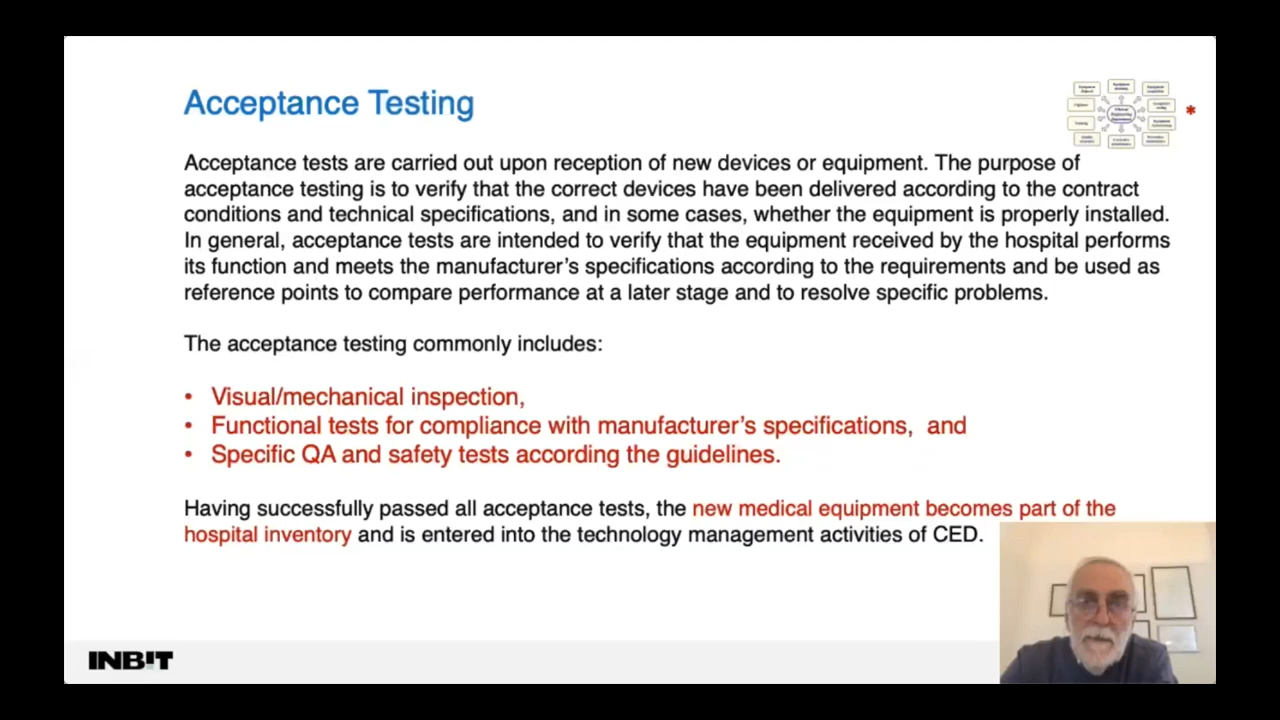 Acceptance Testing
Acceptance tests are carried out upon reception of new devices or equipment. The purpose of
acceptance testing is to verify that the correct devices have been delivered according to the contract
conditions and technical specifications, and in some cases, whether the equipment is properly installed.
In general, acceptance tests are intended to verify that the equipment received by the hospital performs
its function and meets the manufacturer's specifications according to the requirements and be used as
reference points to compare performance at a later stage and to resolve specific problems.
The acceptance testing commonly includes:
• Visual/mechanical inspection,
• Functional tests for compliance with manufacturer's specifications, and
• Specific QA and safety tests according the guidelines.
Having successfully passed all acceptance tests, the new medical equipment becomes part of the
hospital inventory and is entered into the technology management activities of CED.
INBIT